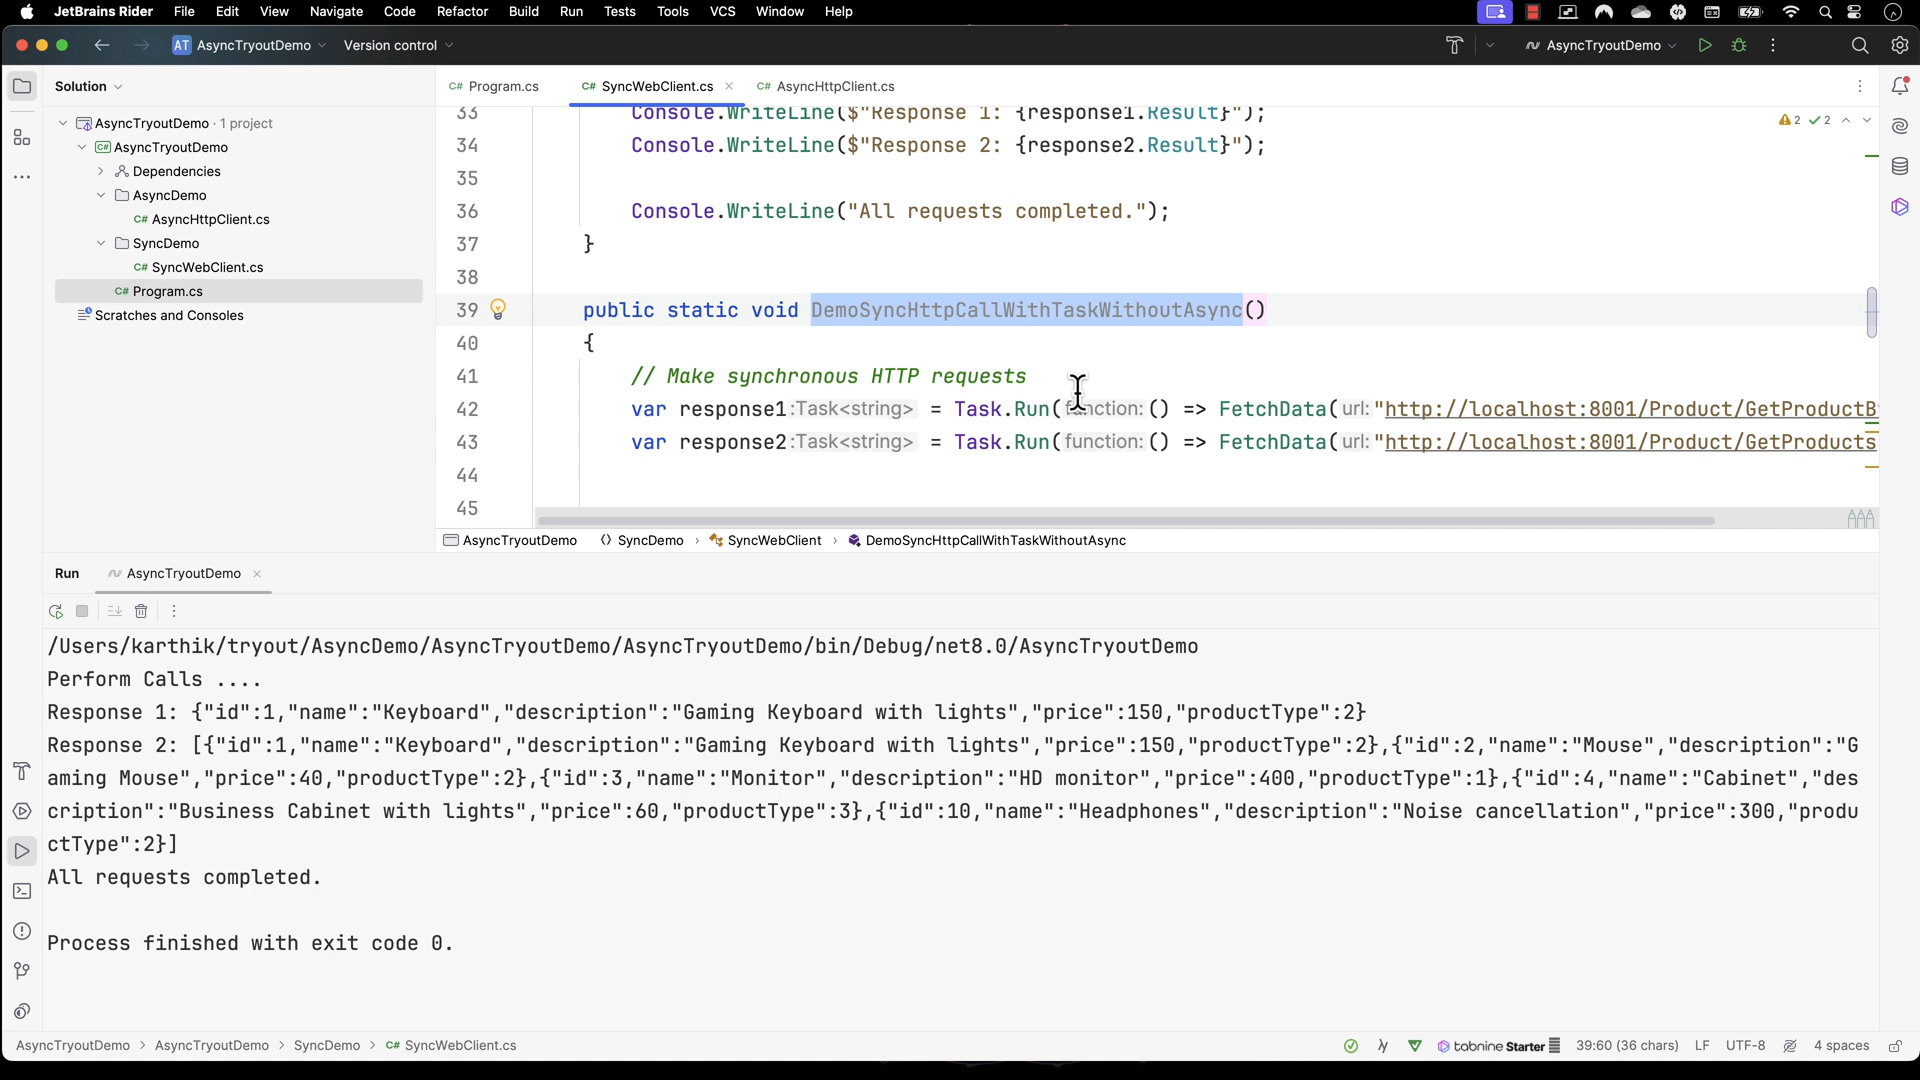 JetBrains Rider File Edit View Navigate Code Refactor Build Run Tests Tools VCS Window Help
AT AsyncTryoutDemo Version control AsyncTryoutDemo
Solution
C# Program.cs C# SyncWebClient.cs C# AsyncHttpClient.cs
AsyncTryoutDemo · 1 project
C# AsyncTryoutDemo
Dependencies
AsyncDemo
C# AsyncHttpClient.cs
SyncDemo
C# SyncWebClient.cs
C# Program.cs
Scratches and Consoles
2 2
33 Console.WriteLine($"Response 1: {response1.Result}");
34 Console.WriteLine($"Response 2: {response2.Result}");
35
36 Console.WriteLine("All requests completed.");
37 }
38
39 public static void DemoSyncHttpCallWithTaskWithoutAsync()
40 {
41 // Make synchronous HTTP requests
42 var response1:Task<string> = Task.Run(function: () => FetchData(url: "http://localhost:8001/Product/GetProductB
43 var response2:Task<string> = Task.Run(function: () => FetchData(url: "http://localhost:8001/Product/GetProducts
44
45
AsyncTryoutDemo SyncDemo › SyncWebClient › DemoSyncHttpCallWithTaskWithoutAsync
Run AsyncTryoutDemo
/Users/karthik/tryout/AsyncDemo/AsyncTryoutDemo/AsyncTryoutDemo/bin/Debug/net8.0/AsyncTryoutDemo
Perform Calls ....
Response 1: {"id":1,"name":"Keyboard","description":"Gaming Keyboard with lights","price":150,"productType":2}
Response 2: [{"id":1,"name":"Keyboard","description":"Gaming Keyboard with lights","price":150,"productType":2},{"id":2,"name":"Mouse","description":"G
aming Mouse","price":40,"productType":2},{"id":3,"name":"Monitor","description":"HD monitor","price":400,"productType":1},{"id":4,"name":"Cabinet","des
cription":"Business Cabinet with lights","price":60,"productType":3},{"id":10,"name":"Headphones","description":"Noise cancellation","price":300,"produ
ctType":2}]
All requests completed.
Process finished with exit code 0.
AsyncTryoutDemo › AsyncTryoutDemo › SyncDemo › C# SyncWebClient.cs tabnine Starter 39:60 (36 chars) LF UTF-8 4 spaces